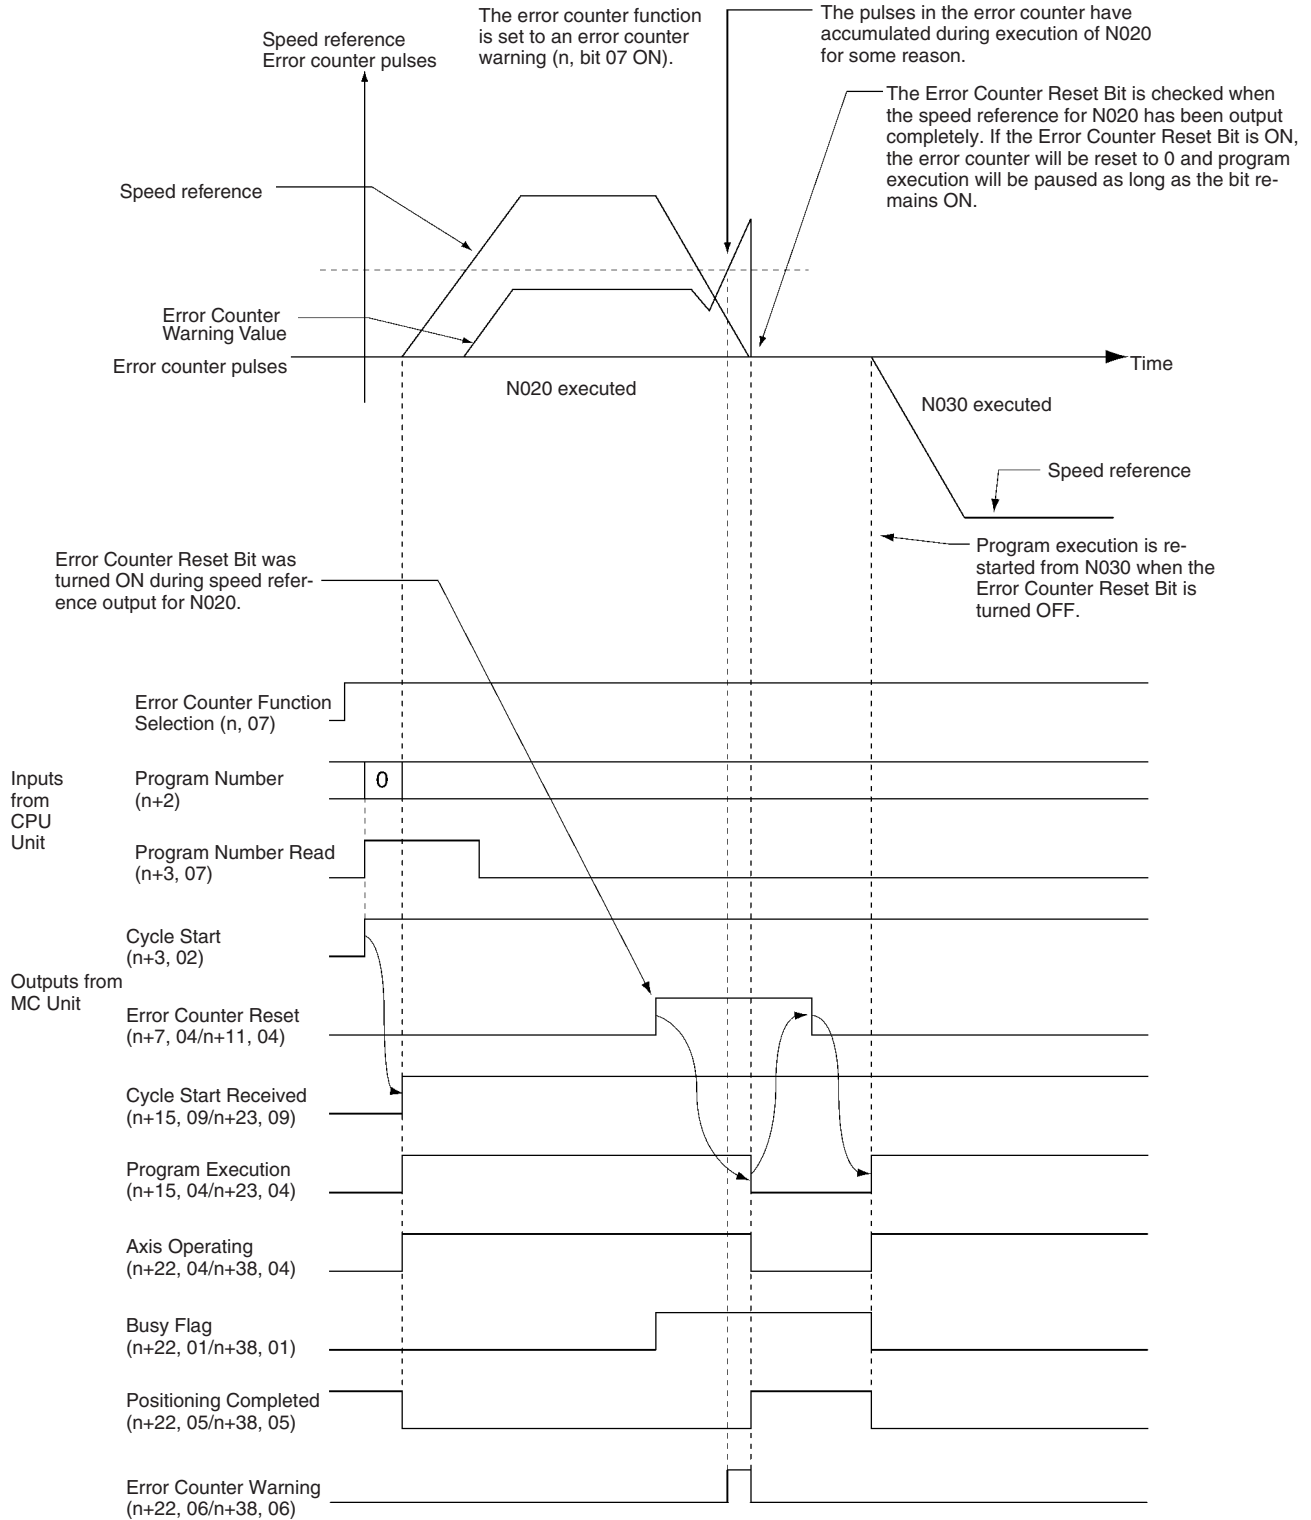 The error counter function
is set to an error counter
warning (n, bit 07 ON).
The pulses in the error counter have
accumulated during execution of N020
for some reason.
Speed reference
Error counter pulses
The Error Counter Reset Bit is checked when
the speed reference for N020 has been output
completely. If the Error Counter Reset Bit is ON,
the error counter will be reset to 0 and program
execution will be paused as long as the bit re-
mains ON.
Speed reference
Error Counter
Warning Value
Error counter pulses
Time
N020 executed
N030 executed
Speed reference
Program execution is re-
started from N030 when the
Error Counter Reset Bit is
turned OFF.
Error Counter Reset Bit was
turned ON during speed refer-
ence output for N020.
Error Counter Function
Selection (n, 07)
Inputs
from
CPU
Unit
Program Number
(n+2)
0
Program Number Read
(n+3, 07)
Cycle Start
(n+3, 02)
Outputs from
MC Unit
Error Counter Reset
(n+7, 04/n+11, 04)
Cycle Start Received
(n+15, 09/n+23, 09)
Program Execution
(n+15, 04/n+23, 04)
Axis Operating
(n+22, 04/n+38, 04)
Busy Flag
(n+22, 01/n+38, 01)
Positioning Completed
(n+22, 05/n+38, 05)
Error Counter Warning
(n+22, 06/n+38, 06)